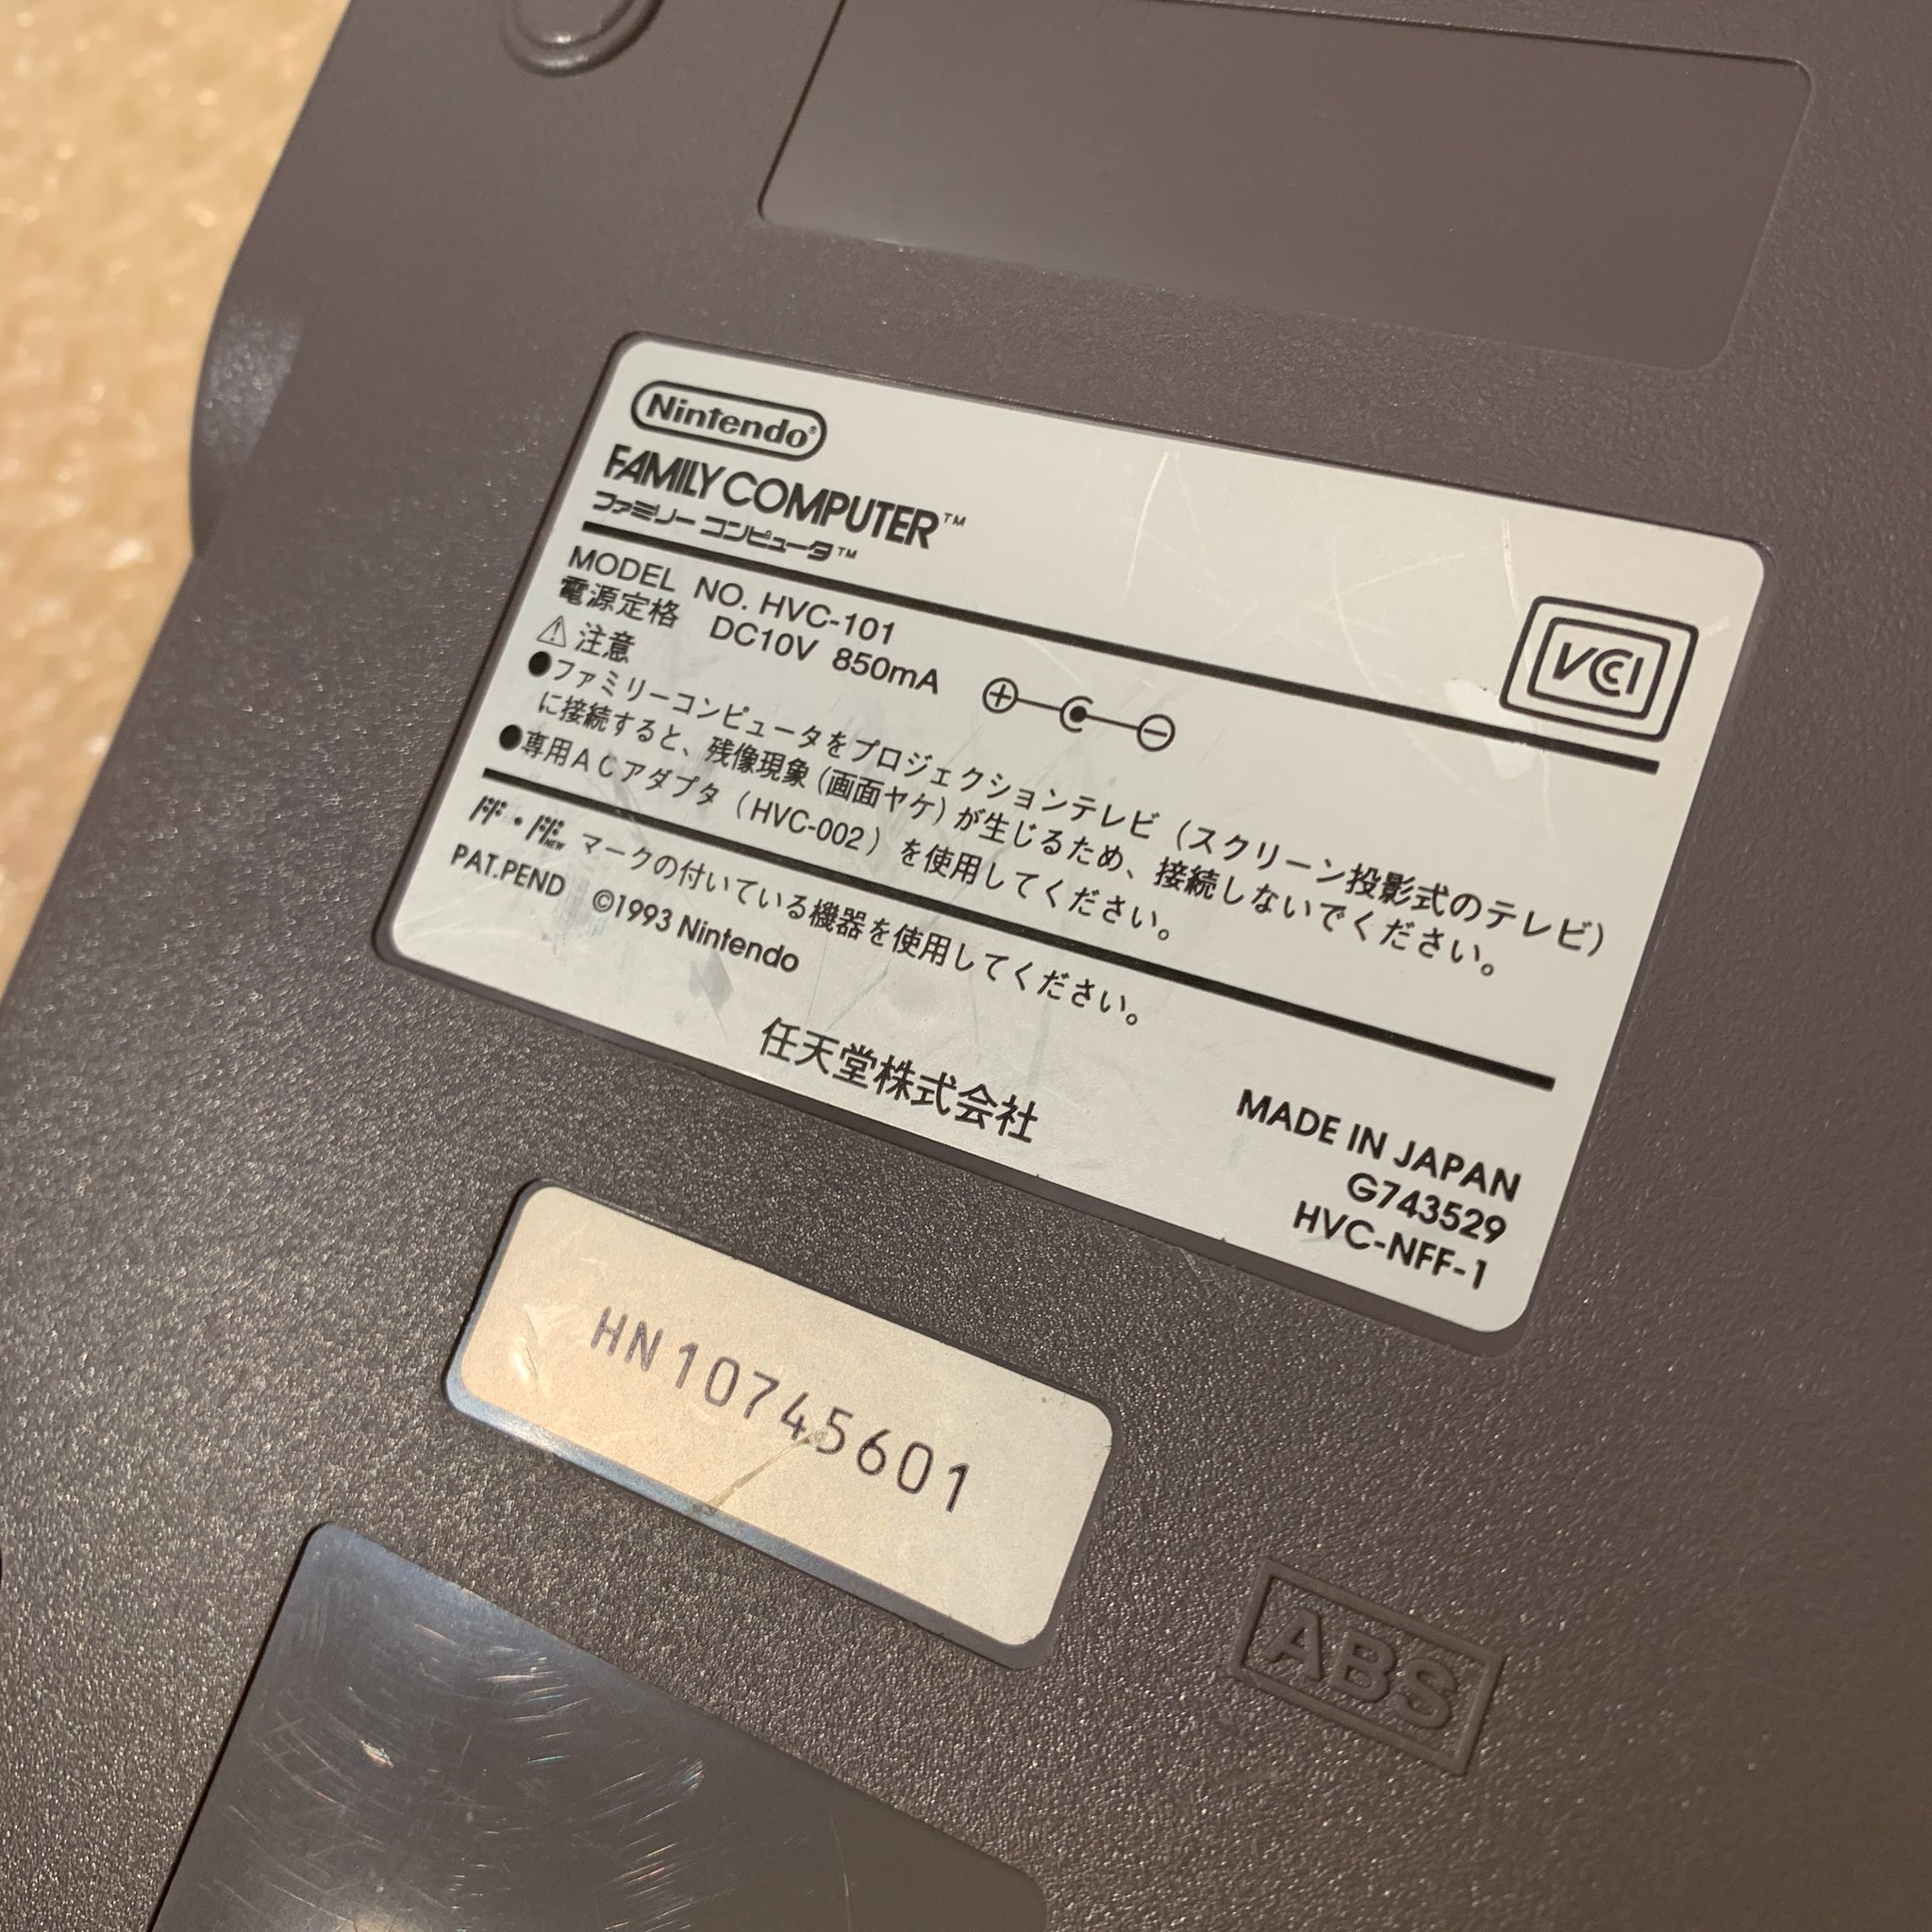 Nintendo®
FAMILY COMPUTER™
ファミリー コンピュータ™
VCCI
MODEL NO. HVC-101
電源定格 DC10V 850mA
⚠注意
●ファミリーコンピュータをプロジェクションテレビ（スクリーン投影式のテレビ）
に接続すると、残像現象(画面ヤケ)が生じるため、接続しないでください。
●専用ACアダプタ（HVC-002）を使用してください。
FF・FF NEW マークの付いている機器を使用してください。
PAT.PEND ©1993 Nintendo
任天堂株式会社
MADE IN JAPAN
G743529
HVC-NFF-1
HN10745601
ABS